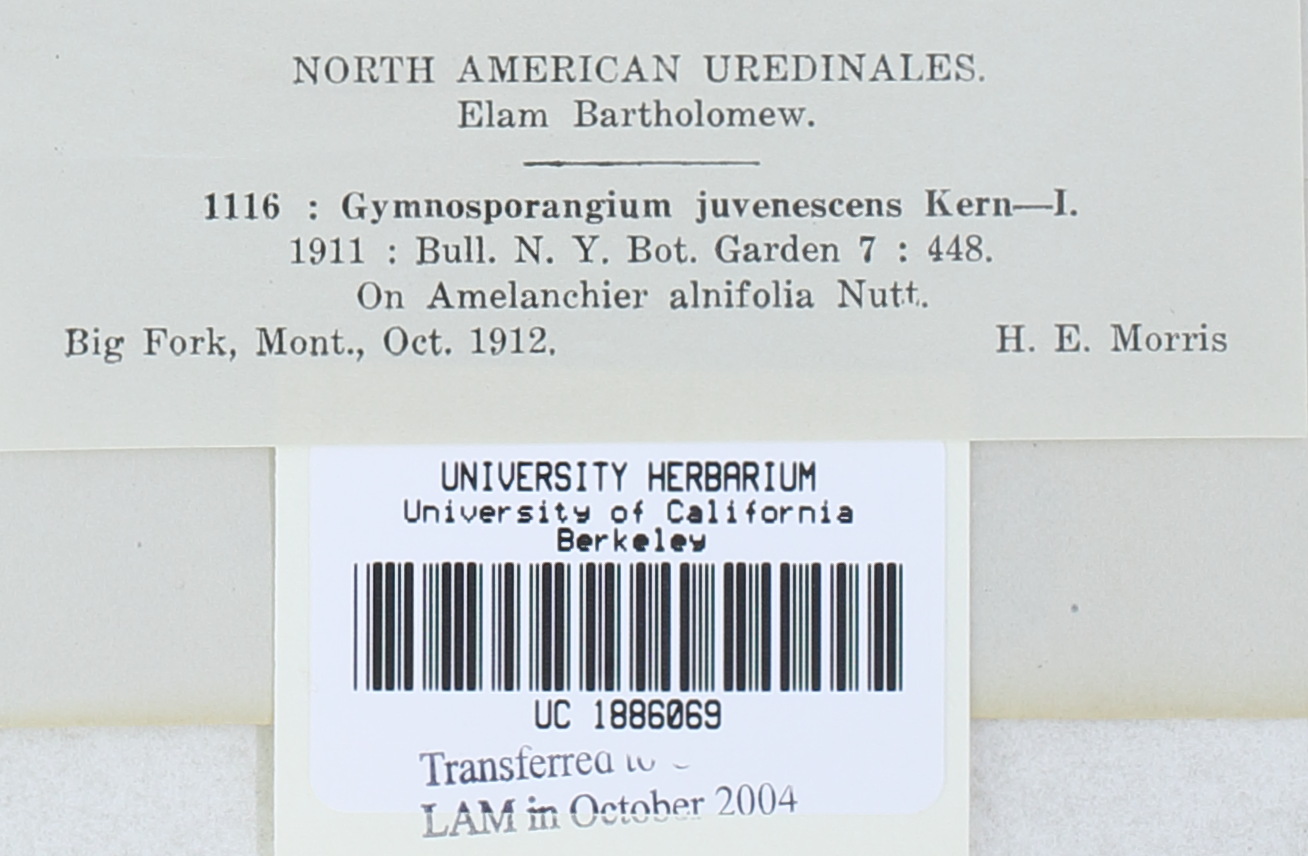 NORTH AMERICAN UREDINALES.
Elam Bartholomew.
1116 : Gymnosporangium juvenescens Kern—I.
1911 : Bull. N. Y. Bot. Garden 7 : 448.
On Amelanchier alnifolia Nutt.
Big Fork, Mont., Oct. 1912. H. E. Morris
UNIVERSITY HERBARIUM
University of California
Berkeley
UC 1886069
Transferred to
LAM in October 2004